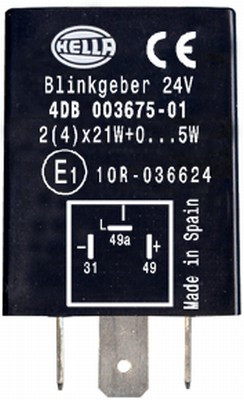 HELLA CE
Blinkgeber 24V
4DB 003675-01
2(4)x21W+0...5W
E1 10R-036624
L
49a
- +
31 49
Made in Spain